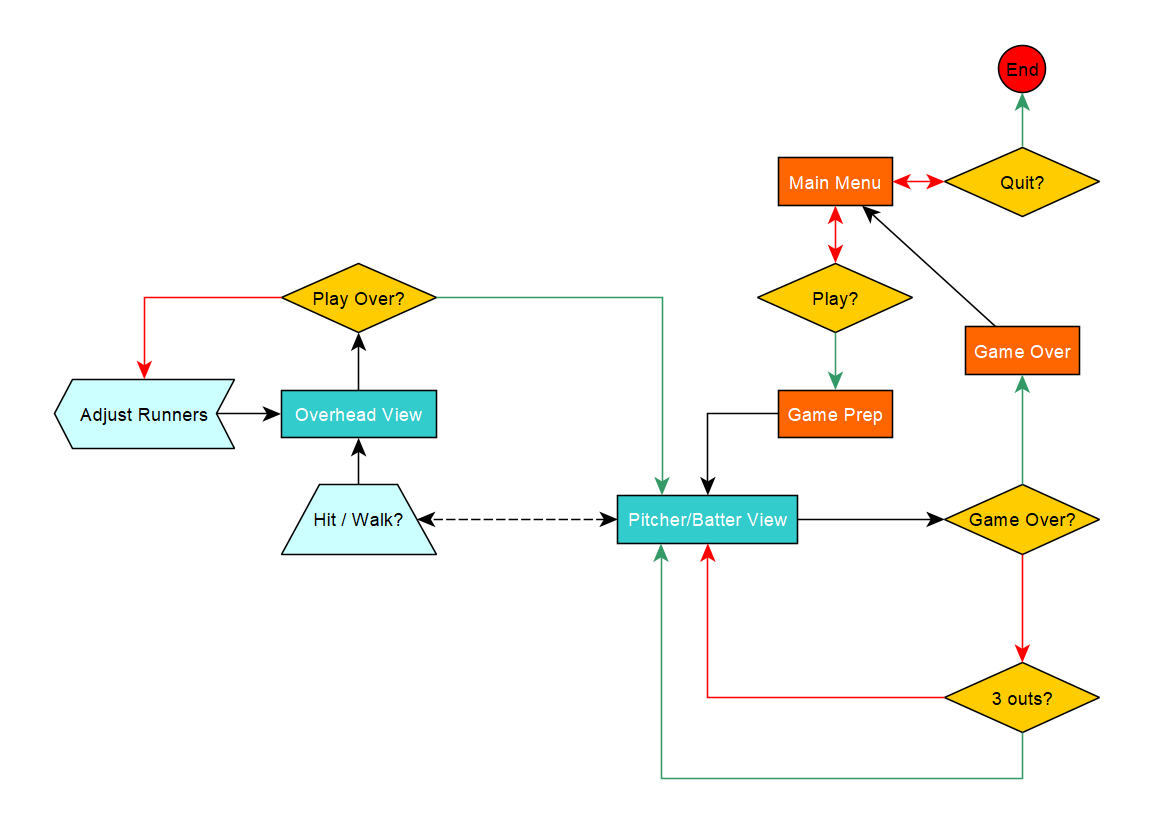 End
Main Menu
Quit?
Play Over?
Play?
Game Over
Adjust Runners
Overhead View
Game Prep
Hit / Walk?
Pitcher/Batter View
Game Over?
3 outs?